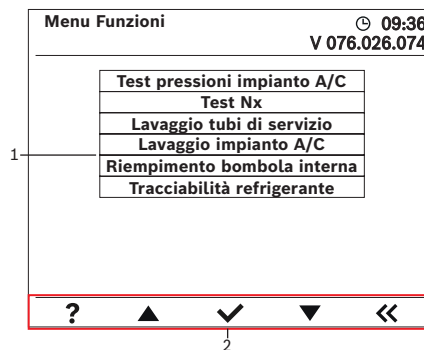 Menu Funzioni
09:36
V 076.026.074
Test pressioni impianto A/C
Test Nx
Lavaggio tubi di servizio
Lavaggio impianto A/C
1
Riempimento bombola interna
Tracciabilità refrigerante
?
2